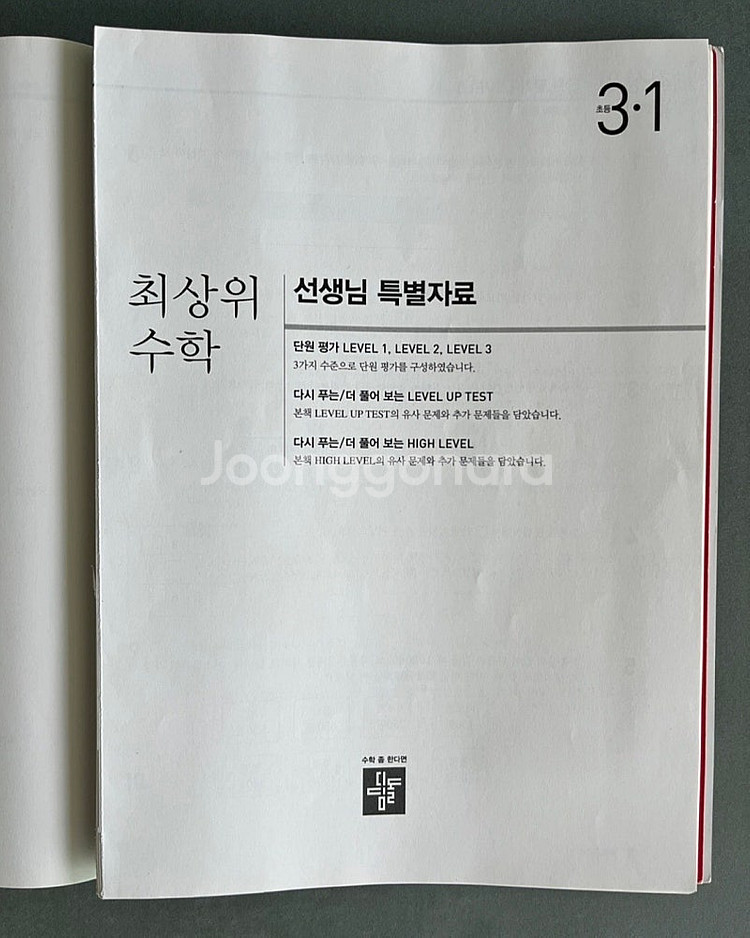 초등 3·1
최상위
수학
선생님 특별자료
단원 평가 LEVEL 1, LEVEL 2, LEVEL 3
3가지 수준으로 단원 평가를 구성하였습니다.
다시 푸는/더 풀어 보는 LEVEL UP TEST
본책 LEVEL UP TEST의 유사 문제와 추가 문제들을 담았습니다.
다시 푸는/더 풀어 보는 HIGH LEVEL
본책 HIGH LEVEL의 유사 문제와 추가 문제들을 담았습니다.
Joonggonara
수학 좀 한다면
디딤돌